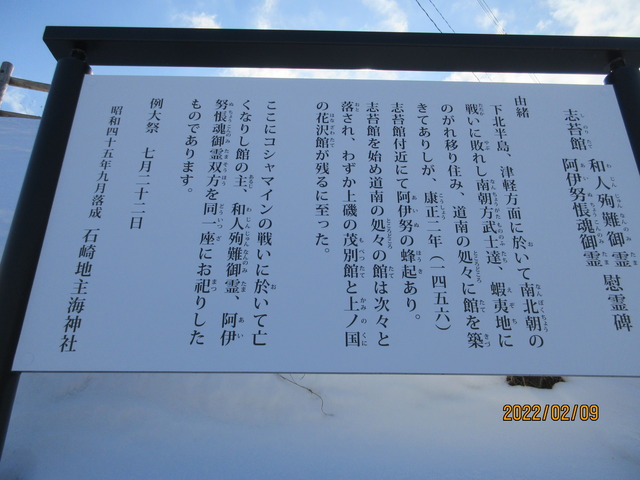 志苔館 和人殉難御霊 阿伊努悵魂御霊 慰霊碑
由緒
下北半島、津軽方面に於いて南北朝の
戦いに敗れし南朝方武士達、蝦夷地に
のがれ移り住み、道南の処々に館を築
きてありしが、康正二年(一四五六)
志苔館付近にて阿伊努の蜂起あり。
志苔館を始め道南の処々の館は次々と
落され、わずか上磯の茂別館と上ノ国
の花沢館が残るに至った。
ここにコシャマインの戦いに於いて亡
くなりし館の主、和人殉難御霊、阿伊
努悵魂御霊双方を同一座にお祀りした
ものであります。
例大祭 七月二十二日
昭和四十五年九月落成 石崎地主海神社
2022/02/09